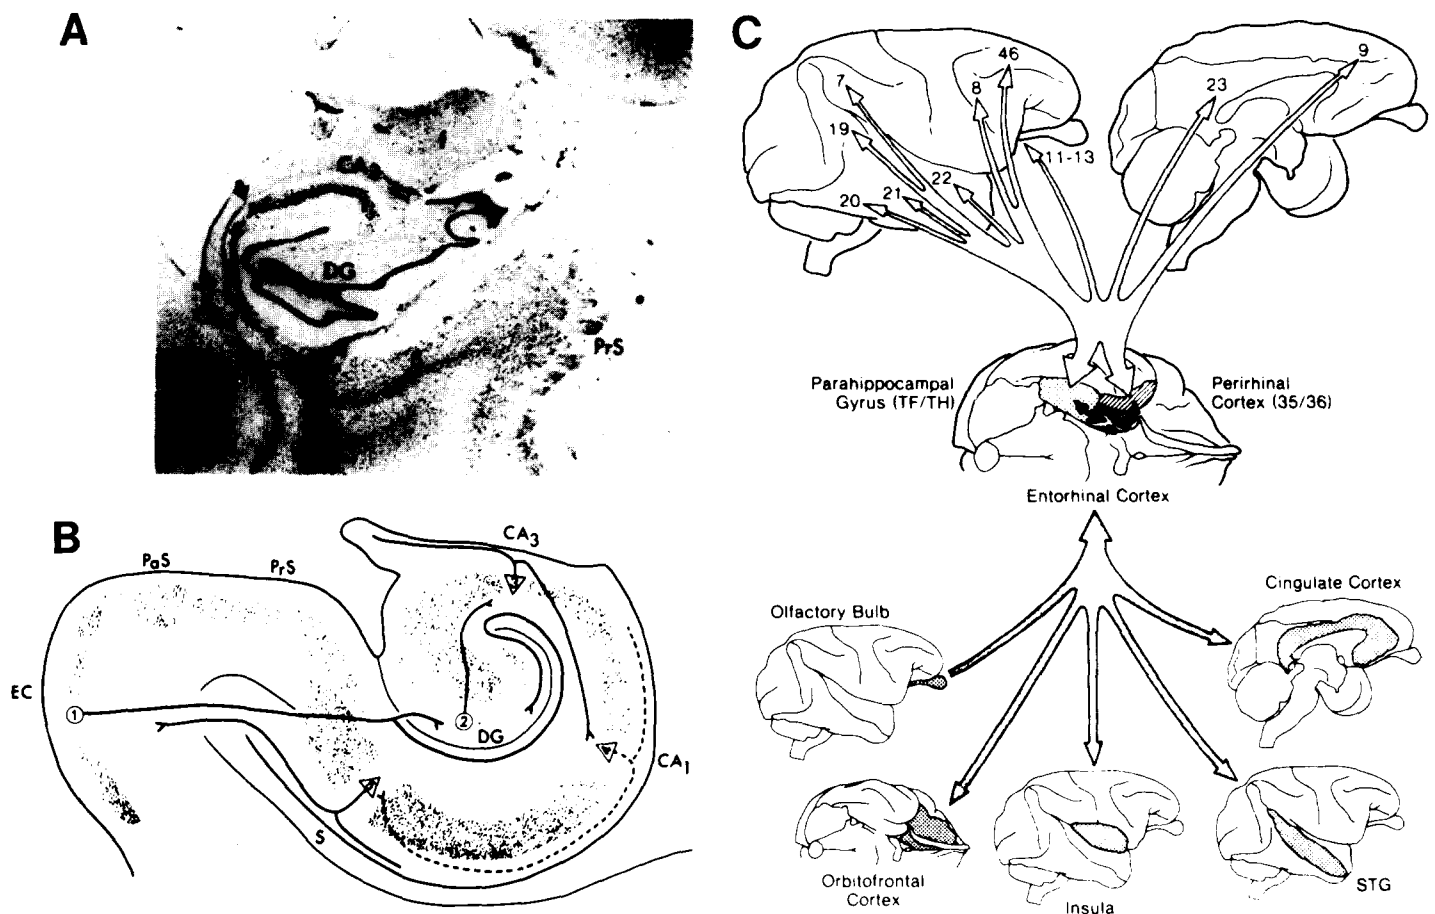 A
CA3
DG
PrS
B
PaS
PrS
CA3
EC
1
2
DG
CA1
S
C
46
9
7
8
23
19
11-13
22
21
20
Parahippocampal
Gyrus (TF/TH)
Perirhinal
Cortex (35/36)
Entorhinal Cortex
Olfactory Bulb
Cingulate Cortex
Orbitofrontal
Cortex
Insula
STG